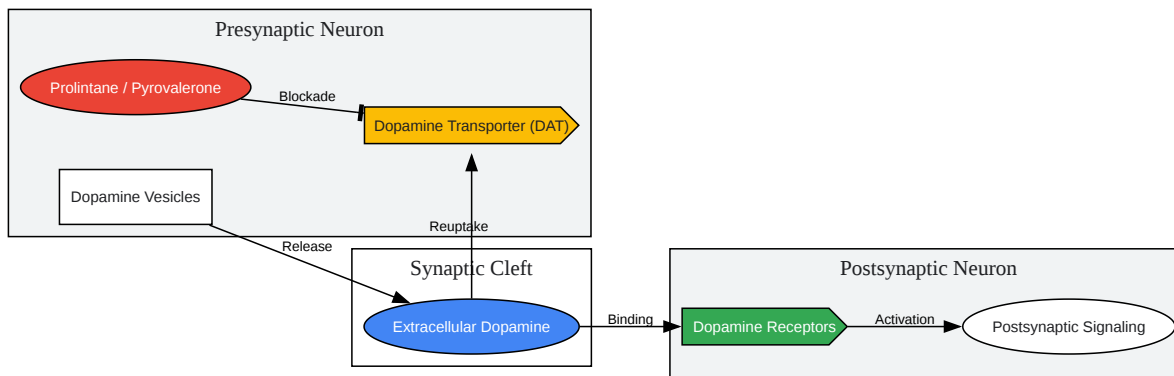 Presynaptic Neuron
Prolintane / Pyrovalerone
Blockade
Dopamine Transporter (DAT)
Dopamine Vesicles
Reuptake
Release
Synaptic Cleft
Postsynaptic Neuron
Extracellular Dopamine
Binding
Dopamine Receptors
Activation
Postsynaptic Signaling